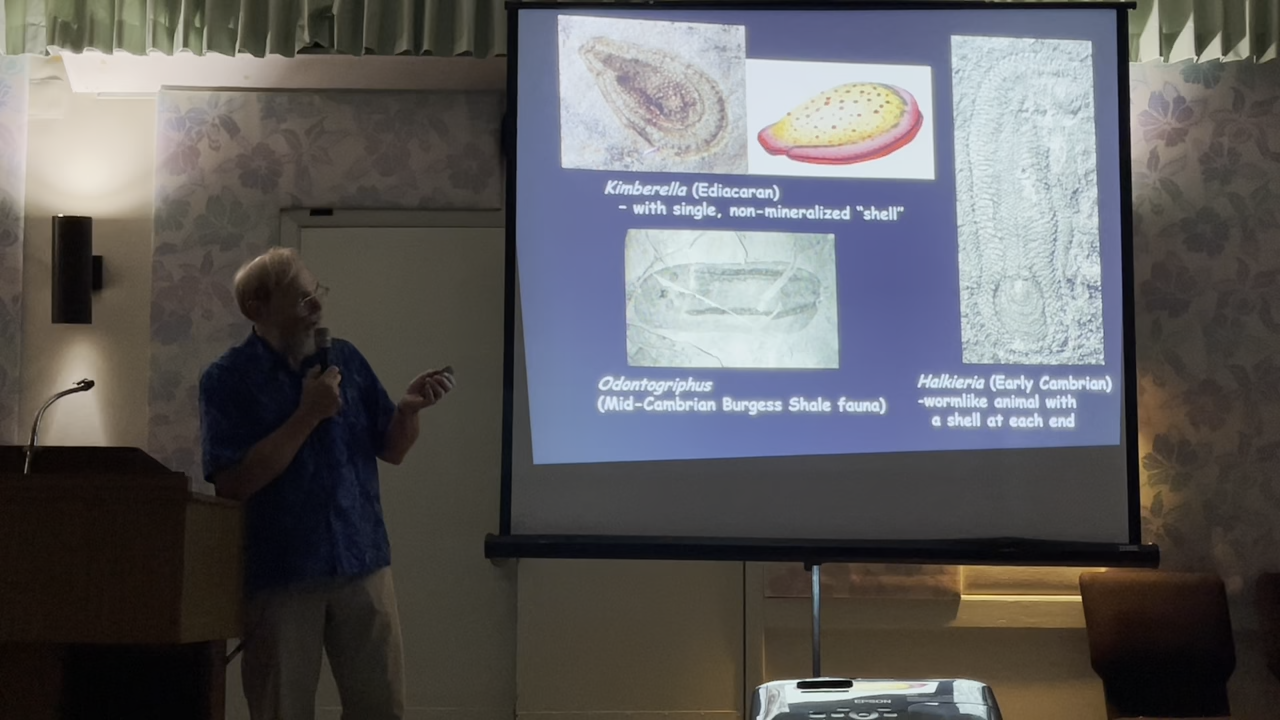 Kimberella (Ediacaran)
- with single, non-mineralized “shell”
Odontogriphus
(Mid-Cambrian Burgess Shale fauna)
Halkieria (Early Cambrian)
-wormlike animal with
a shell at each end
EPSON